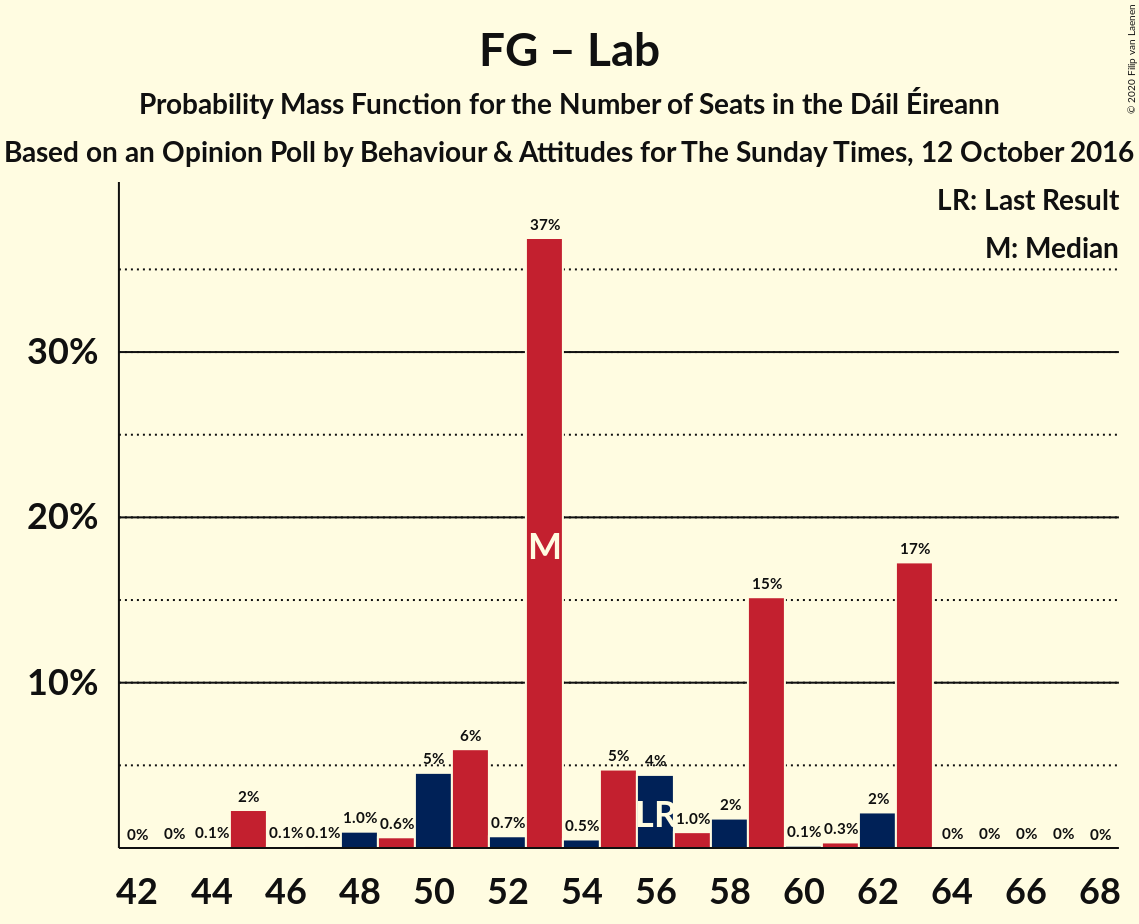 FG – Lab
Probability Mass Function for the Number of Seats in the Dáil Éireann
Based on an Opinion Poll by Behaviour & Attitudes for The Sunday Times, 12 October 2016
© 2020 Filip van Laenen
LR: Last Result
M: Median
30%
20%
10%
0% 0% 0.1% 2% 0.1% 0.1% 1.0% 0.6% 5% 6% 0.7% 37% 0.5% 5% 4% 1.0% 2% 15% 0.1% 0.3% 2% 17% 0% 0% 0% 0% 0%
M
LR
42 44 46 48 50 52 54 56 58 60 62 64 66 68